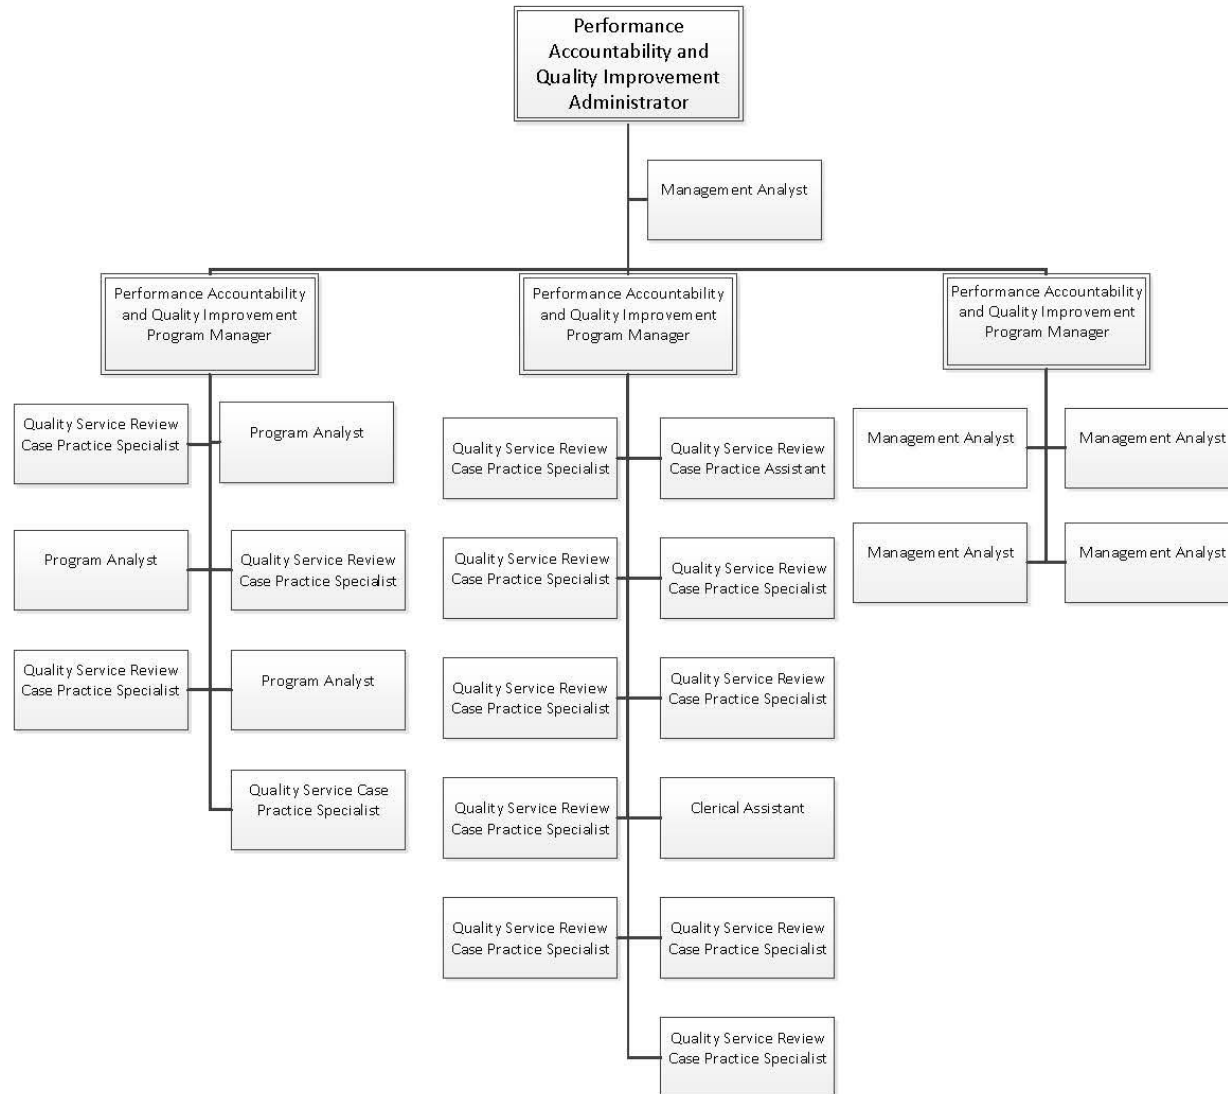 Performance
Accountability and
Quality Improvement
Administrator
Management Analyst
Performance Accountability
and Quality Improvement
Program Manager
Performance Accountability
and Quality Improvement
Program Manager
Performance Accountability
and Quality Improvement
Program Manager
Quality Service Review
Case Practice Specialist
Program Analyst
Program Analyst
Quality Service Review
Case Practice Specialist
Quality Service Review
Case Practice Specialist
Program Analyst
Quality Service Case
Practice Specialist
Quality Service Review
Case Practice Specialist
Quality Service Review
Case Practice Assistant
Quality Service Review
Case Practice Specialist
Quality Service Review
Case Practice Specialist
Quality Service Review
Case Practice Specialist
Quality Service Review
Case Practice Specialist
Quality Service Review
Case Practice Specialist
Clerical Assistant
Quality Service Review
Case Practice Specialist
Quality Service Review
Case Practice Specialist
Quality Service Review
Case Practice Specialist
Management Analyst
Management Analyst
Management Analyst
Management Analyst